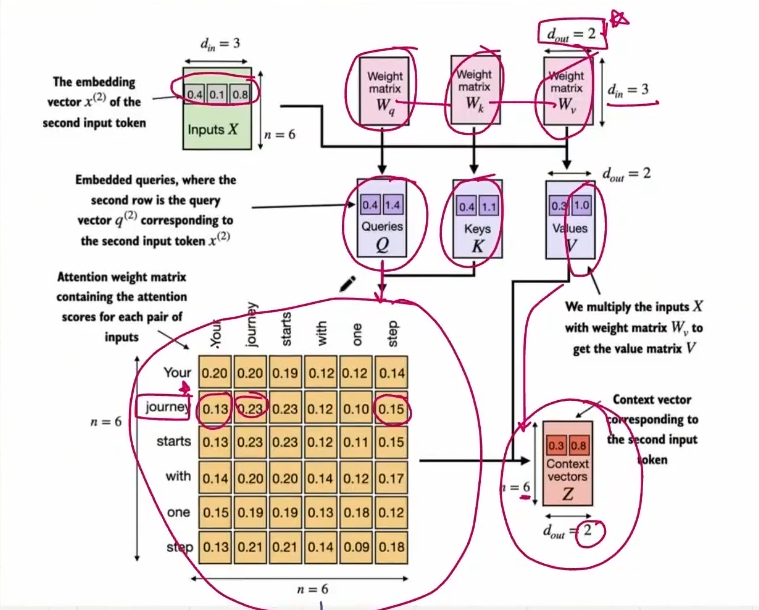 d_in = 3
The embedding
vector x^(2) of the
second input token
0.4 0.1 0.8
Inputs X
n = 6
Weight
matrix
W_q
Weight
matrix
W_k
d_out = 2
Weight
matrix
W_v
d_in = 3
Embedded queries, where the
second row is the query
vector q^(2) corresponding to
the second input token x^(2)
0.4 1.4
Queries
Q
0.4 1.1
Keys
K
d_out = 2
0.3 1.0
Values
V
We multiply the inputs X
with weight matrix W_v to
get the value matrix V
Attention weight matrix
containing the attention
scores for each pair of
inputs
Your journey starts with one step
Your 0.20 0.20 0.19 0.12 0.12 0.14
journey 0.13 0.23 0.23 0.12 0.10 0.15
starts 0.13 0.23 0.23 0.12 0.11 0.15
with 0.14 0.20 0.20 0.14 0.12 0.17
one 0.15 0.19 0.19 0.13 0.18 0.12
step 0.13 0.21 0.21 0.14 0.09 0.18
n = 6
n = 6
Context vector
corresponding to
the second input
token
0.3 0.8
Context
vectors
Z
n = 6
d_out = 2